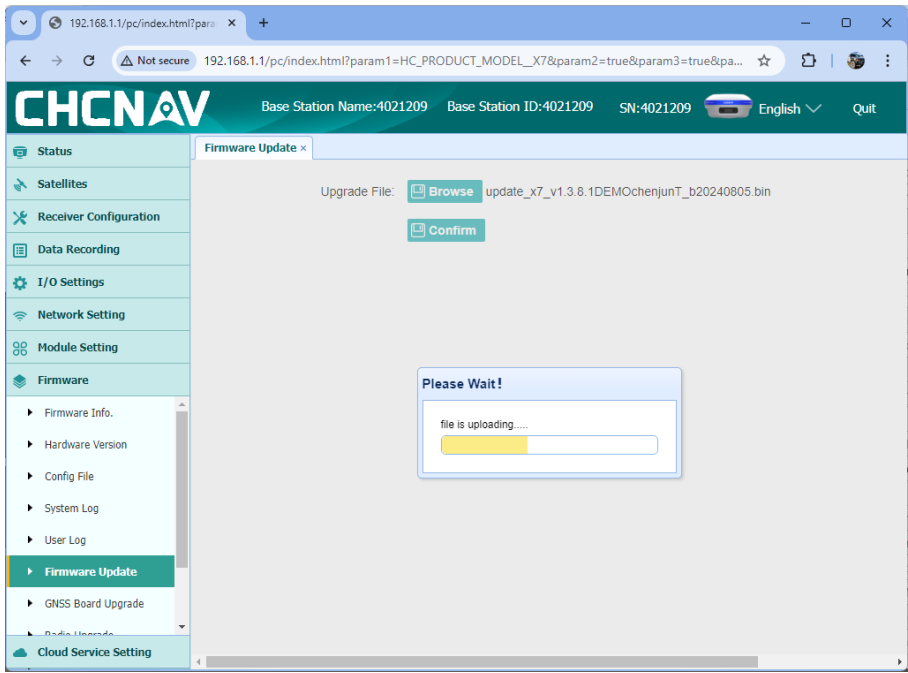 192.168.1.1/pc/index.html?para
Not secure 192.168.1.1/pc/index.html?param1=HC_PRODUCT_MODEL__X7&param2=true&param3=true&pa...
CHCNAV Base Station Name:4021209 Base Station ID:4021209 SN:4021209 English Quit
Status
Satellites
Receiver Configuration
Data Recording
I/O Settings
Network Setting
Module Setting
Firmware
Firmware Info.
Hardware Version
Config File
System Log
User Log
Firmware Update
GNSS Board Upgrade
Radio Upgrade
Cloud Service Setting
Firmware Update ×
Upgrade File: Browse update_x7_v1.3.8.1DEMOchenjunT_b20240805.bin
Confirm
Please Wait!
file is uploading.....